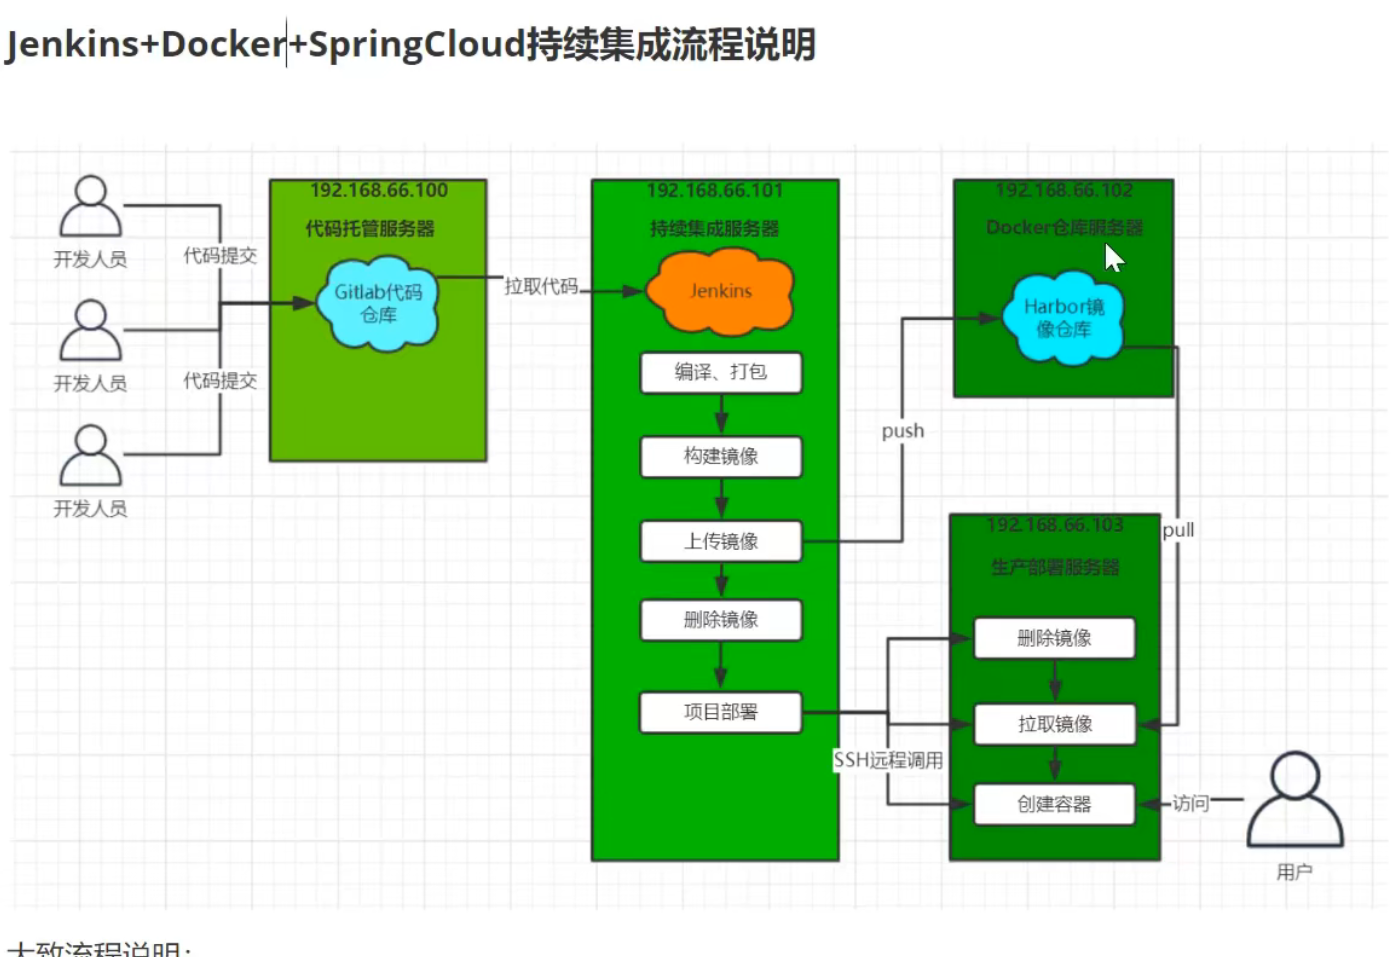 Jenkins+Docker+SpringCloud持续集成流程说明
开发人员
开发人员
开发人员
代码提交
代码提交
192.168.66.100
代码托管服务器
Gitlab代码
仓库
拉取代码
192.168.66.101
持续集成服务器
Jenkins
编译、打包
构建镜像
上传镜像
删除镜像
项目部署
push
SSH远程调用
192.168.66.102
Docker仓库服务器
Harbor镜
像仓库
pull
192.168.66.103
生产部署服务器
删除镜像
拉取镜像
创建容器
访问
用户
大致流程说明：